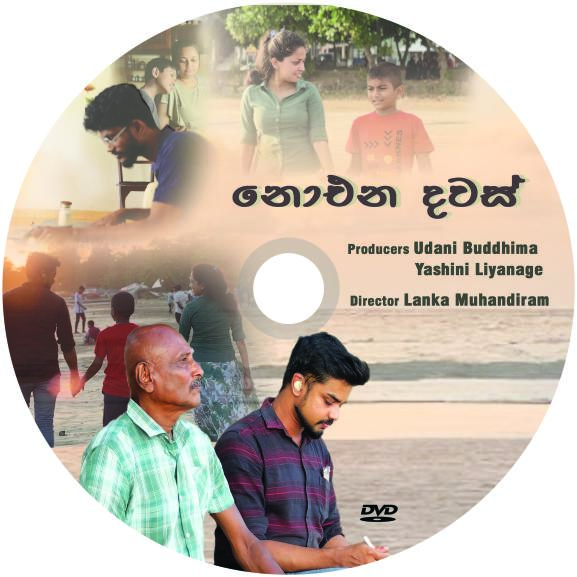 නොඑන දවස්
Producers Udani Buddhima
Yashini Liyanage
Director Lanka Muhandiram
DVD